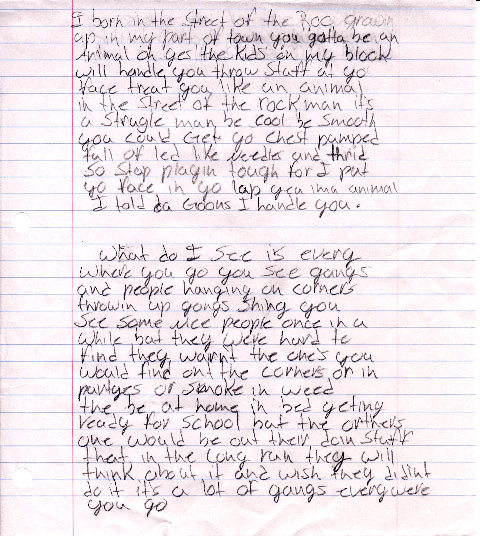 I born in the Street of the Roc grown
up in my part of town you gotta be an
Animal oh yes the kids on my block
will handle you throw Stuff at yo
face treat you like an animal
in the Street of the rock man it's
a Strugle man be cool be smooth
you could Get yo chest pumped
full of led like Needles and thrid
So Stop playin tough for I put
yo face in yo lap yea ima animal
I told da Goons I handle you.
What do I See is every
where you go you see gangs
and people hanging on corners
throwin up gangs Shing you
See some nice people once in a
while but they were hard to
find they warnt the one's you
would find ont the corners or in
partyes or smoke in weed
the be at home in bed geting
ready for School but the orthers
one would be out their doin Stuff
that in the long run they will
think about it and wish they didint
do it it's a lot of gangs everywere
you go